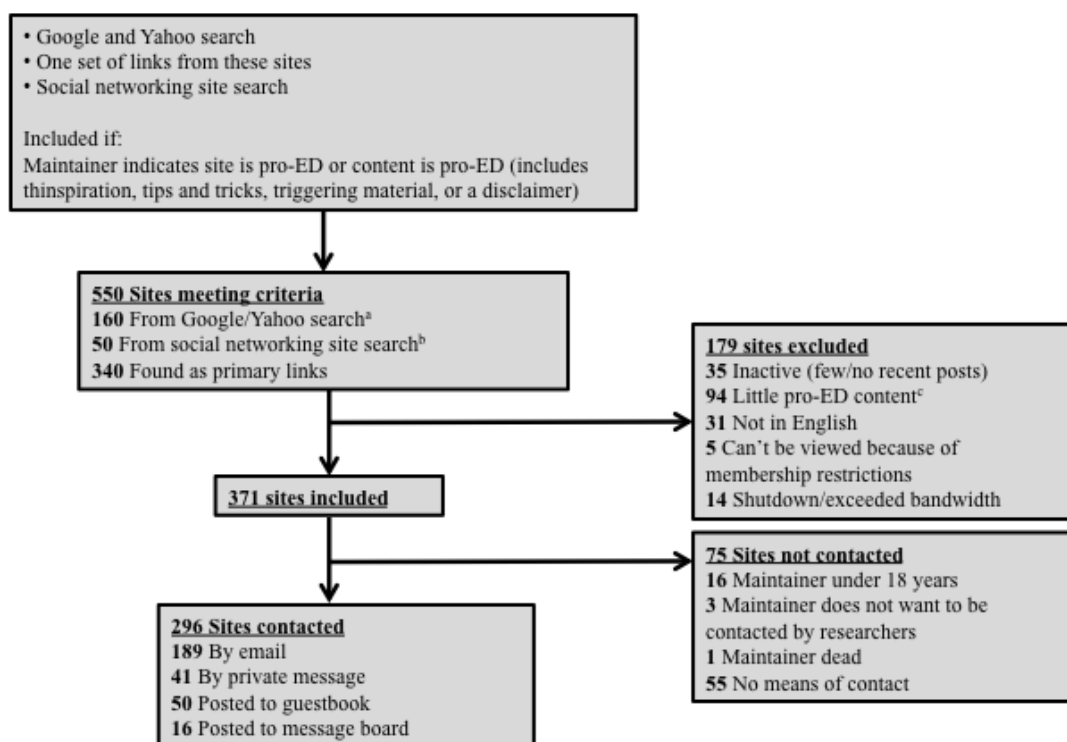 • Google and Yahoo search
• One set of links from these sites
• Social networking site search
Included if:
Maintainer indicates site is pro-ED or content is pro-ED (includes
thinspiration, tips and tricks, triggering material, or a disclaimer)
550 Sites meeting criteria
160 From Google/Yahoo searchᵃ
50 From social networking site searchᵇ
340 Found as primary links
179 sites excluded
35 Inactive (few/no recent posts)
94 Little pro-ED contentᶜ
31 Not in English
5 Can’t be viewed because of
membership restrictions
14 Shutdown/exceeded bandwidth
371 sites included
75 Sites not contacted
16 Maintainer under 18 years
3 Maintainer does not want to be
contacted by researchers
1 Maintainer dead
55 No means of contact
296 Sites contacted
189 By email
41 By private message
50 Posted to guestbook
16 Posted to message board